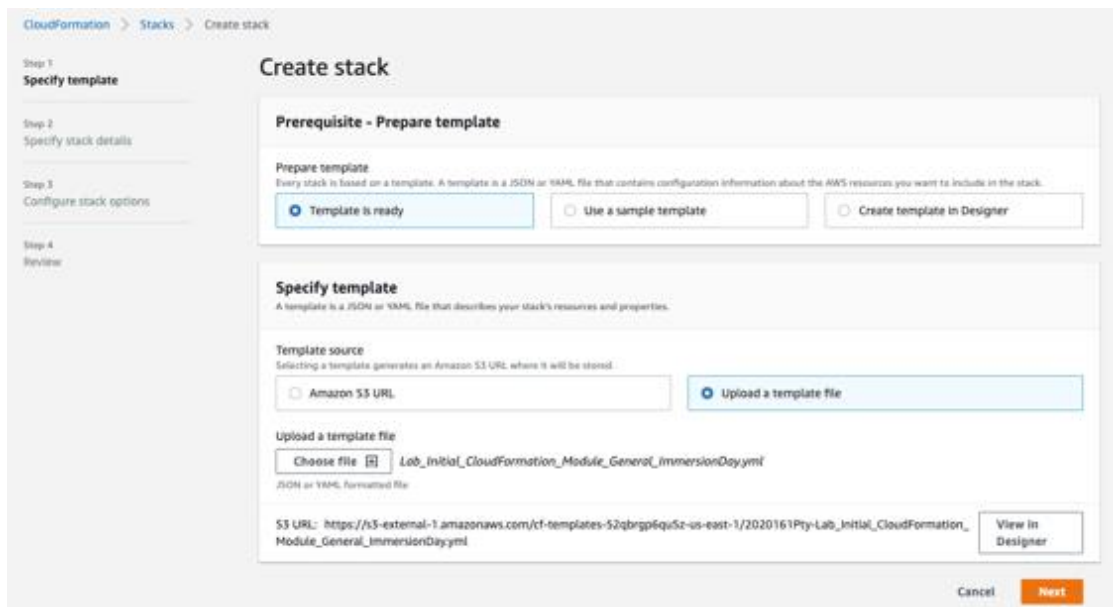 CloudFormation > Stacks > Create stack
Step 1
Specify template
Step 2
Specify stack details
Step 3
Configure stack options
Step 4
Review
Create stack
Prerequisite - Prepare template
Prepare template
Every stack is based on a template. A template is a JSON or YAML file that contains configuration information about the AWS resources you want to include in the stack.
Template is ready
Use a sample template
Create template in Designer
Specify template
A template is a JSON or YAML file that describes your stack's resources and properties.
Template source
Selecting a template generates an Amazon S3 URL where it will be stored.
Amazon S3 URL
Upload a template file
Upload a template file
Choose file Lab_Initial_CloudFormation_Module_General_ImmersionDay.yml
JSON or YAML formatted file
S3 URL: https://s3-external-1.amazonaws.com/cf-templates-52qbrgp6qu5z-us-east-1/2020161Pty-Lab_Initial_CloudFormation_
Module_General_ImmersionDay.yml
View in
Designer
Cancel
Next